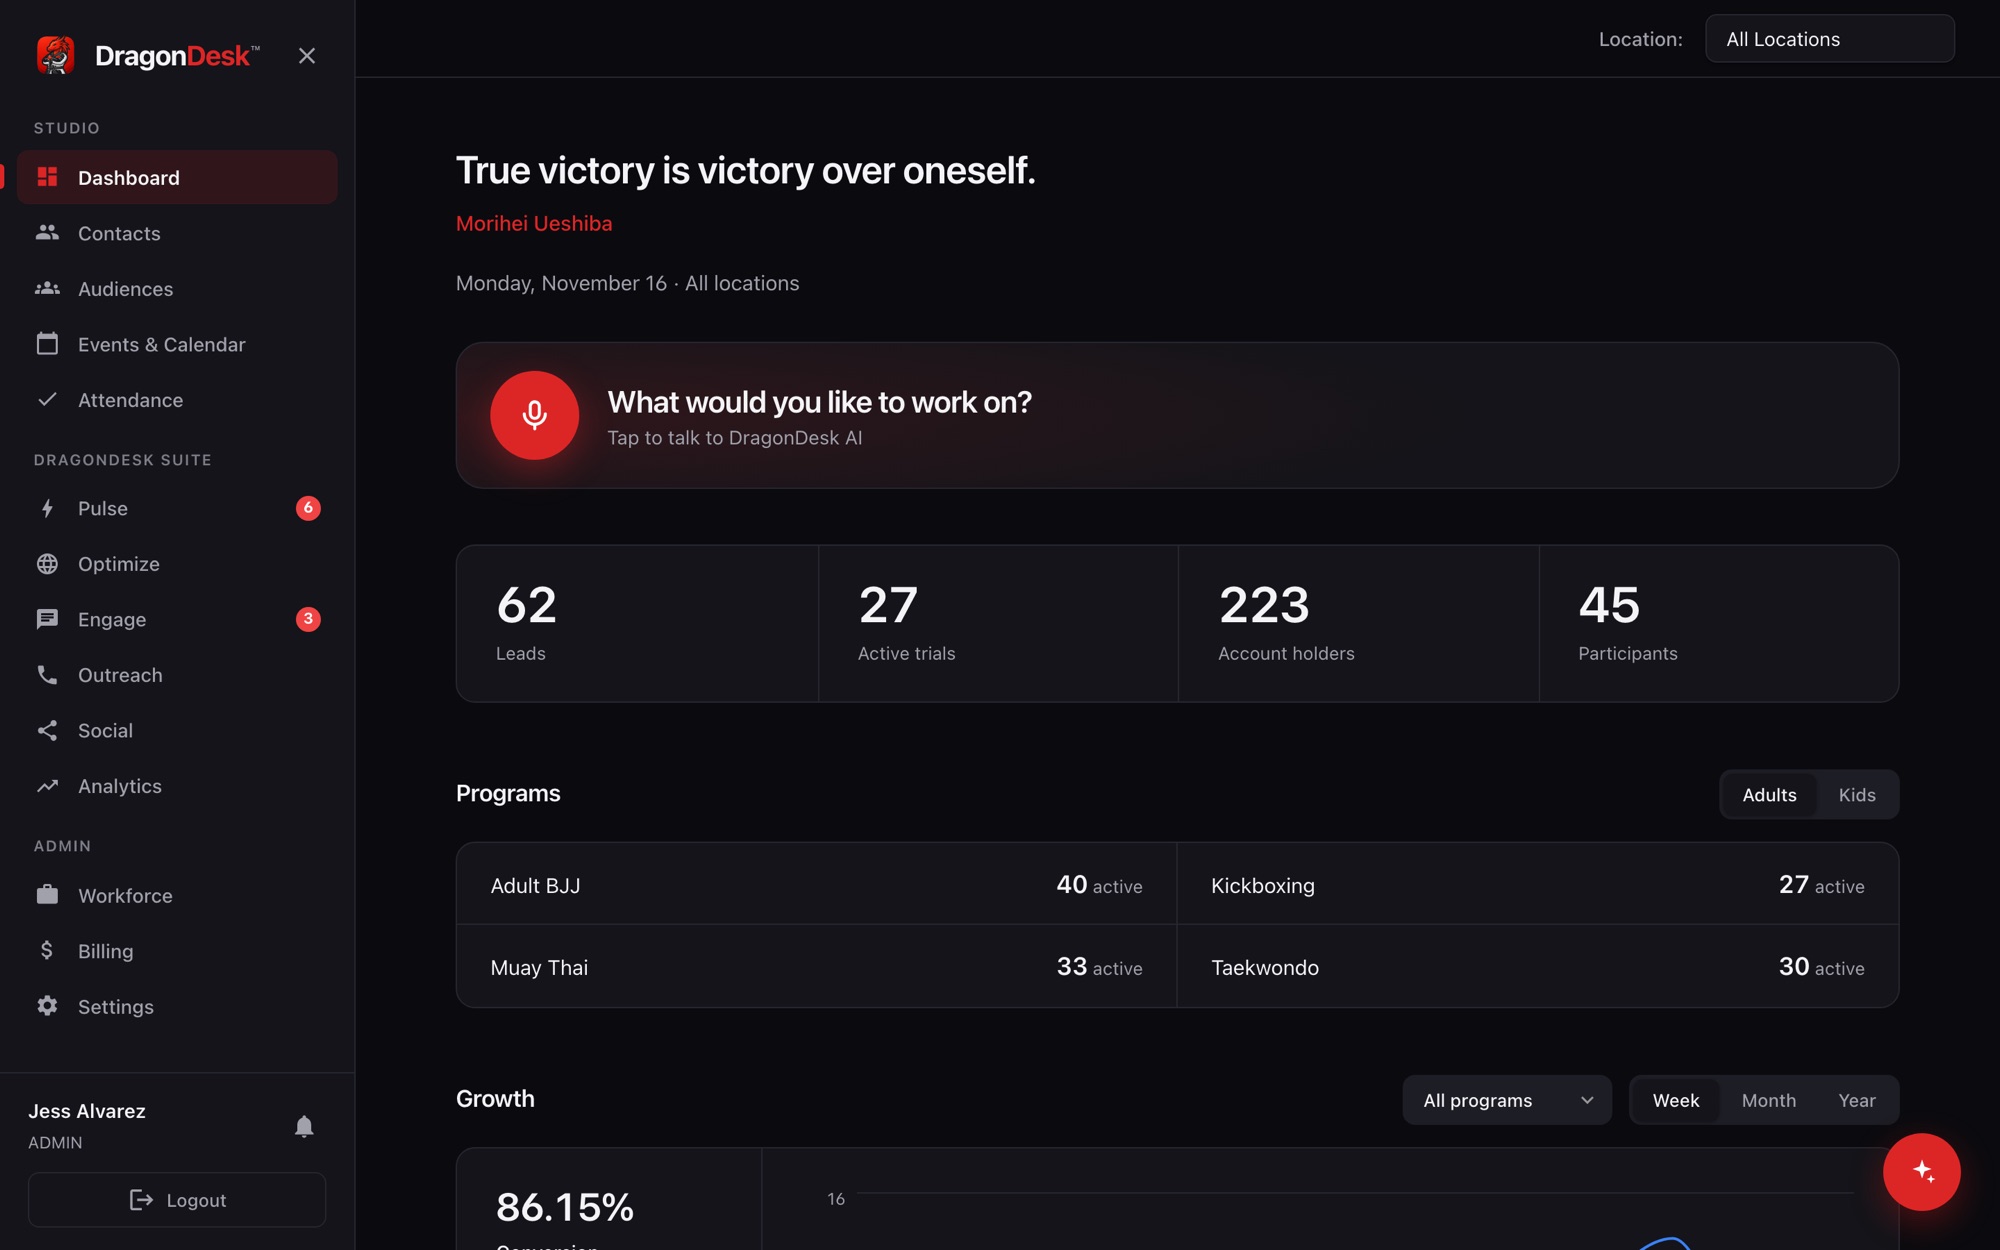 DragonDesk™
STUDIO
Dashboard
Contacts
Audiences
Events & Calendar
Attendance
DRAGONDESK SUITE
Pulse 6
Optimize
Engage 3
Outreach
Social
Analytics
ADMIN
Workforce
Billing
Settings
Jess Alvarez
ADMIN
Logout
Location: All Locations
True victory is victory over oneself.
Morihei Ueshiba
Monday, November 16 · All locations
What would you like to work on?
Tap to talk to DragonDesk AI
62 27 223 45
Leads Active trials Account holders Participants
Programs Adults Kids
Adult BJJ 40 active Kickboxing 27 active
Muay Thai 33 active Taekwondo 30 active
Growth All programs Week Month Year
86.15% 16